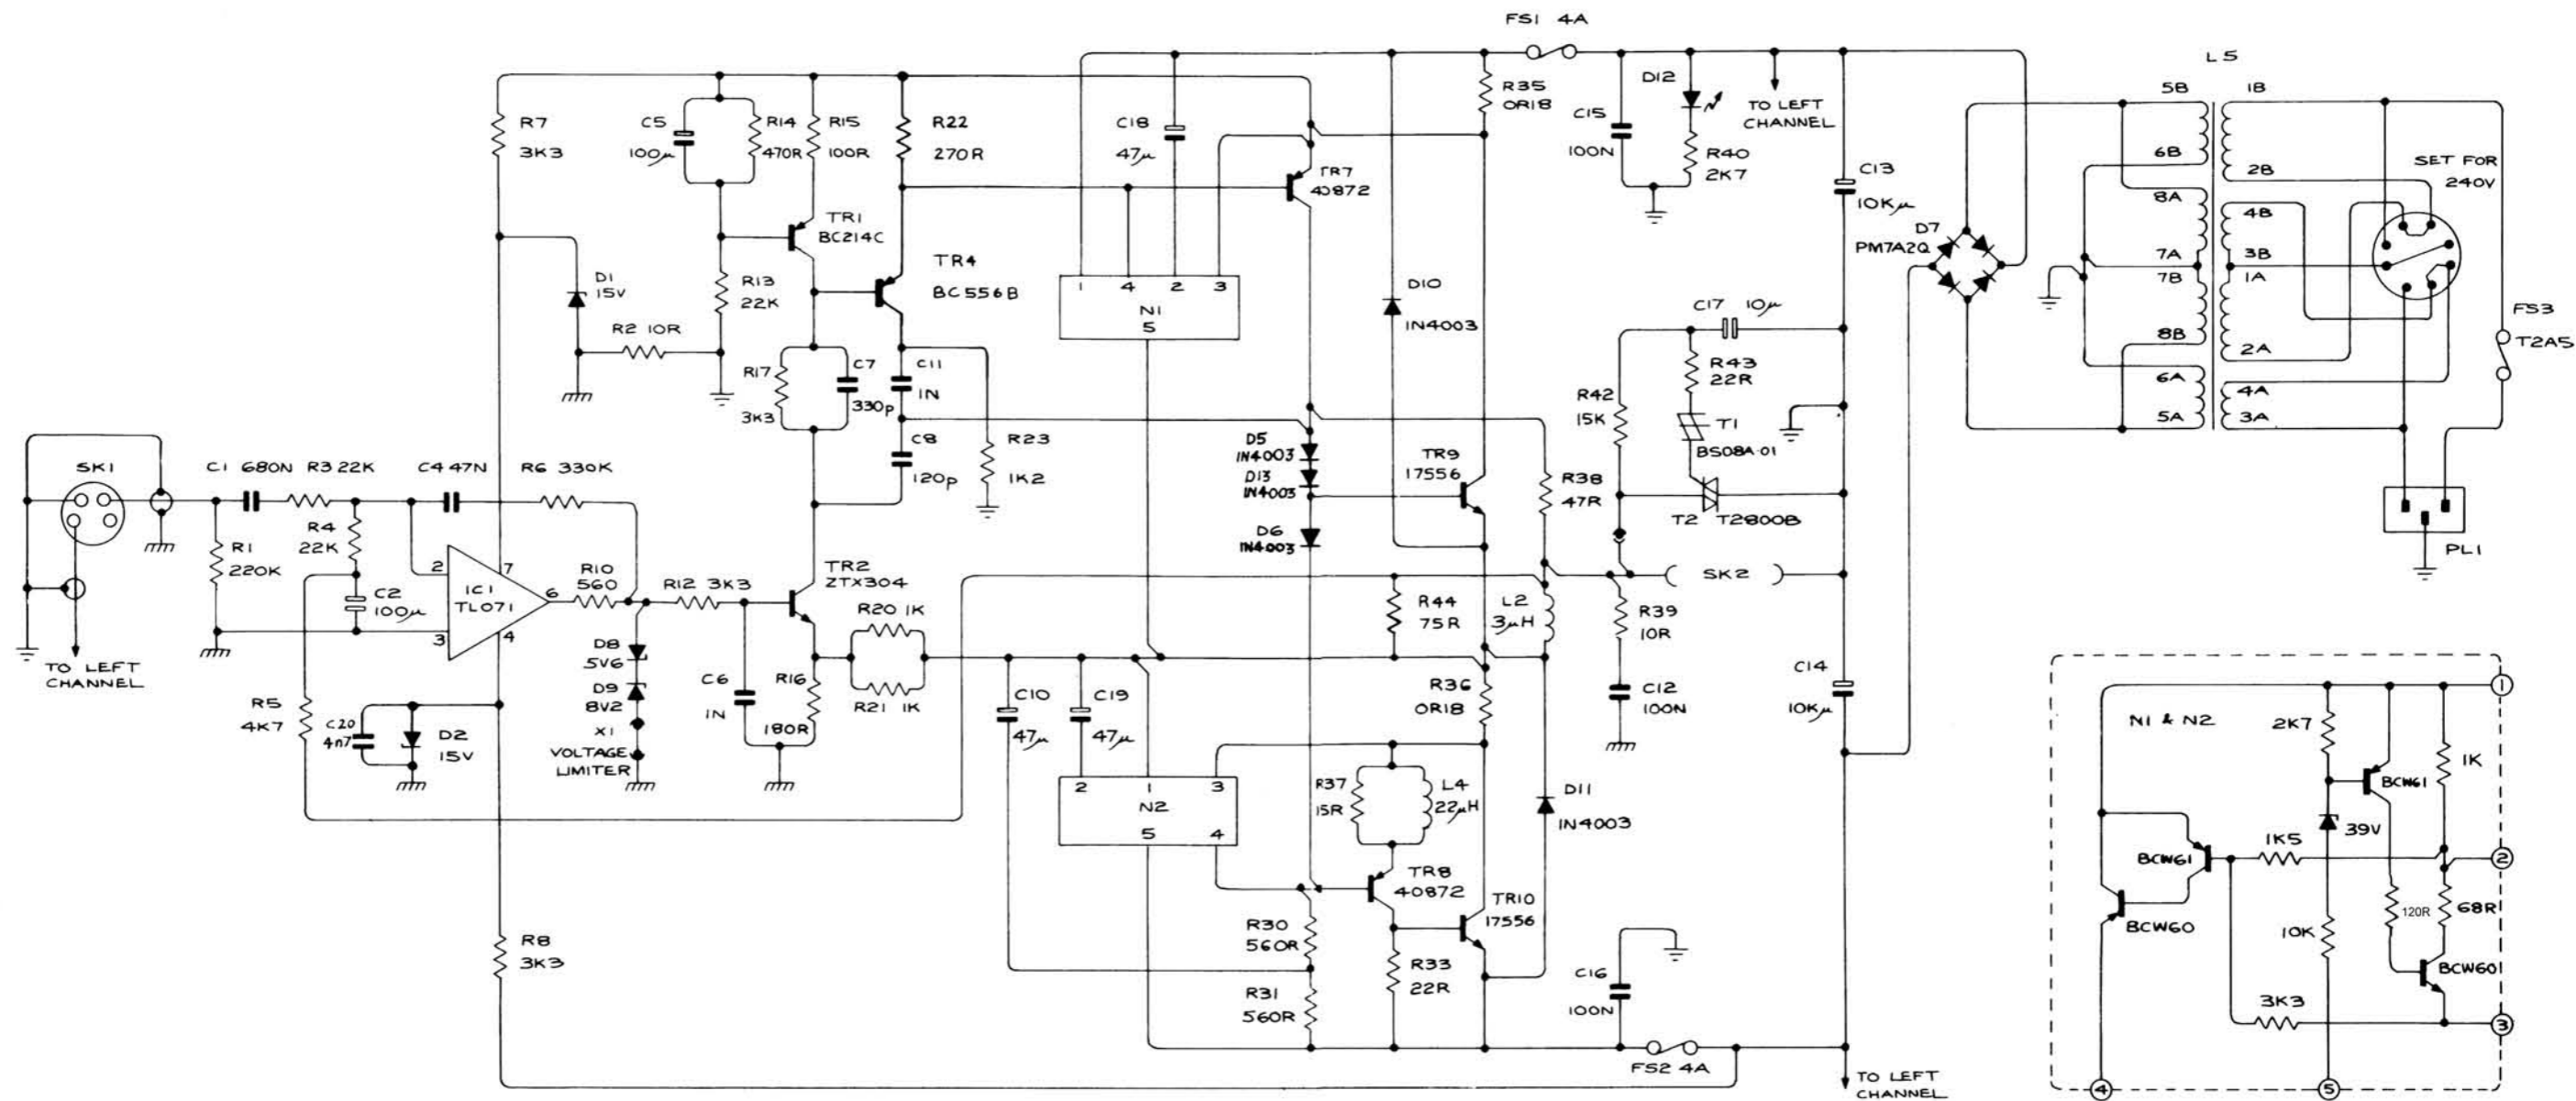 FS1 4A
L5
R7
3K3
C5
100µ
R14
470R
R15
100R
R22
270R
C18
47µ
R35
0R18
C15
100N
D12
TO LEFT
CHANNEL
R40
2K7
C13
10Kµ
TR7
40872
TR1
BC214C
D7
PM7A2Q
5B
6B
8A
7A
7B
8B
6A
5A
1B
2B
4B
3B
1A
2A
4A
3A
SET FOR
240V
FS3
T2A5
PL1
D1
15V
R2 10R
R13
22K
TR4
BC556B
1
4
2
3
N1
5
D10
1N4003
C17 10µ
R43
22R
R42
15K
T1
BS08A·01
T2 T2800B
R17
3K3
C7
330p
C11
1N
C8
120p
R23
1K2
D5
1N4003
D13
1N4003
D6
1N4003
TR9
17556
R38
47R
SK1
C1 680N
R3 22K
C4 47N
R6 330K
R4
22K
R1
220K
C2
100µ
2
7
IC1
TL071
6
3
4
R10
560
R12 3K3
TR2
ZTX304
R20 1K
R21 1K
R44
75R
L2
3µH
SK2
R39
10R
C12
100N
C14
10Kµ
TO LEFT
CHANNEL
R5
4K7
C20
4n7
D2
15V
D8
5V6
D9
8V2
X1
VOLTAGE
LIMITER
C6
1N
R16
180R
C10
47µ
C19
47µ
R36
0R18
2
1
3
N2
5
4
R37
15R
L4
22µH
D11
1N4003
TR8
40872
TR10
17556
R30
560R
R31
560R
R33
22R
C16
100N
R8
3K3
FS2 4A
TO LEFT
CHANNEL
N1 & N2
2K7
BCW61
1K
39V
1K5
BCW61
BCW60
10K
120R
68R
BCW60
3K3
1
2
3
4
5